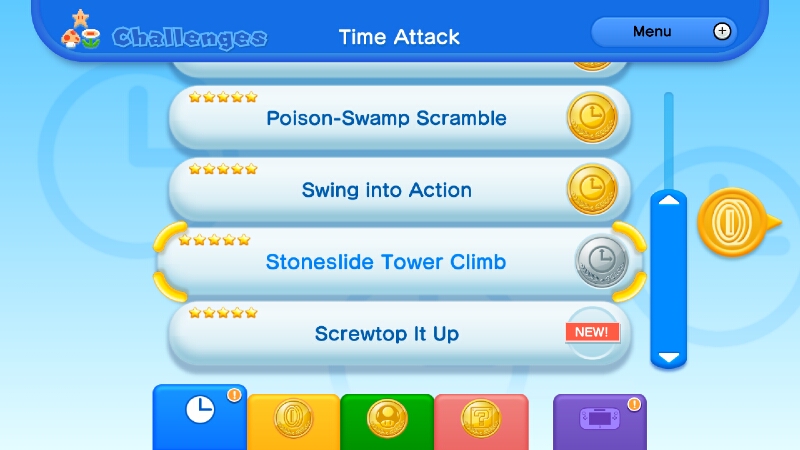 Challenges
Time Attack
Menu
Poison-Swamp Scramble
Swing into Action
Stoneslide Tower Climb
Screwtop It Up
NEW!